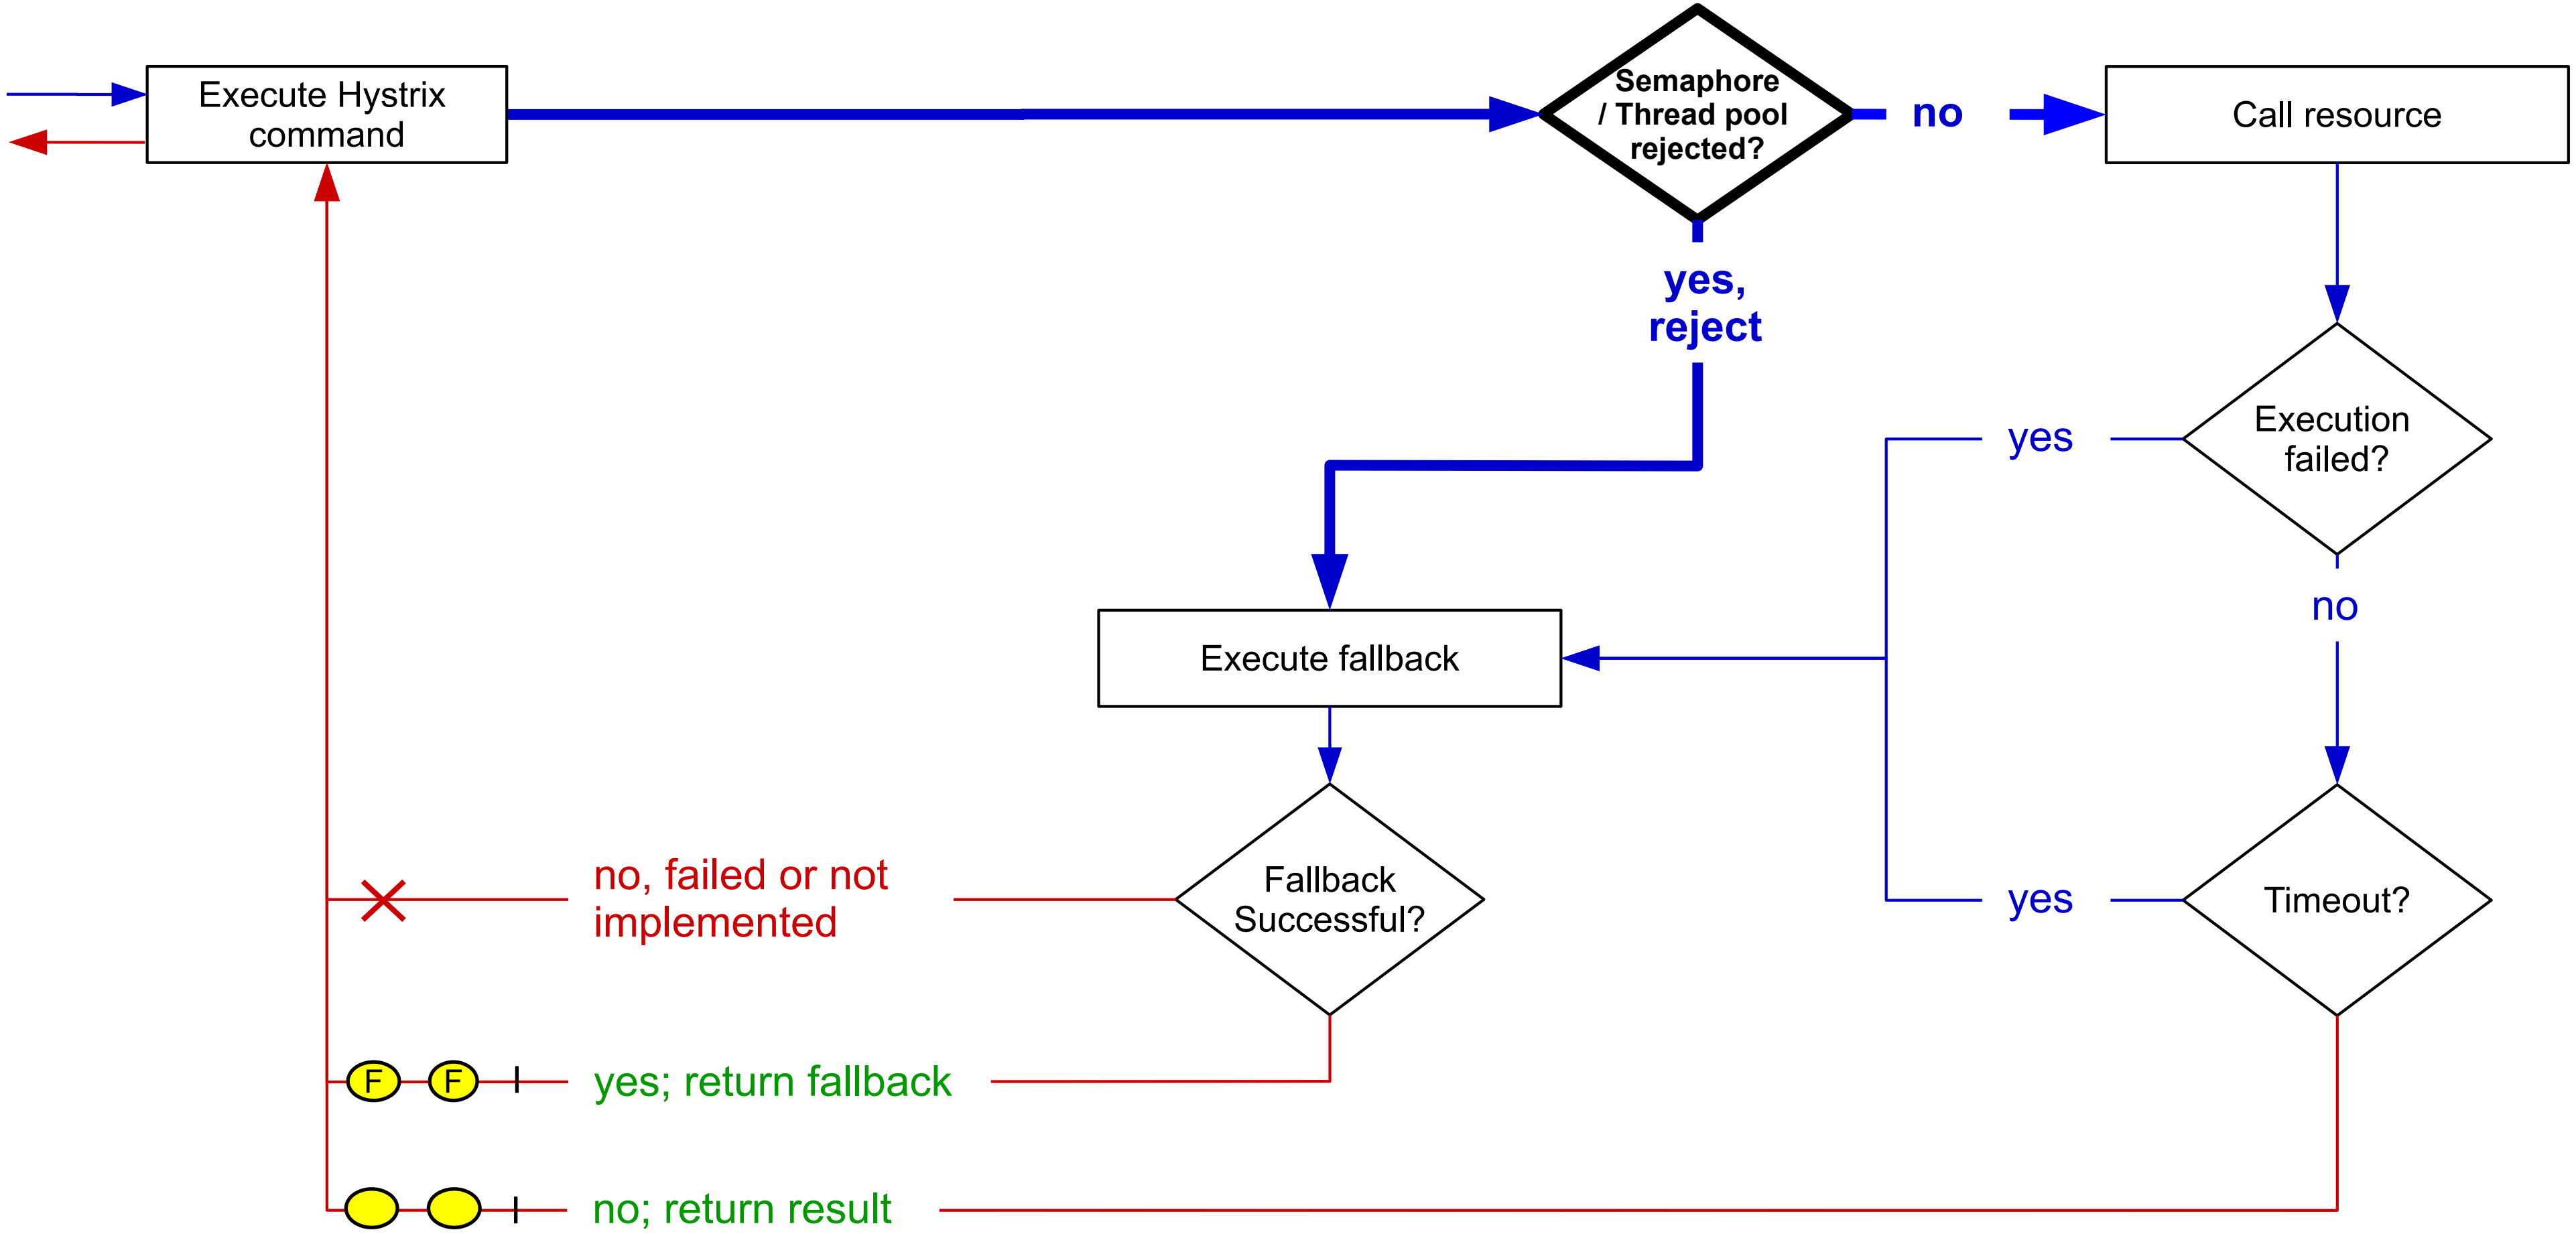 Execute Hystrix
command
Semaphore
/ Thread pool
rejected?
no
Call resource
yes,
reject
Execution
failed?
yes
no
Execute fallback
Fallback
Successful?
Timeout?
yes
no, failed or not
implemented
F
F
yes; return fallback
no; return result